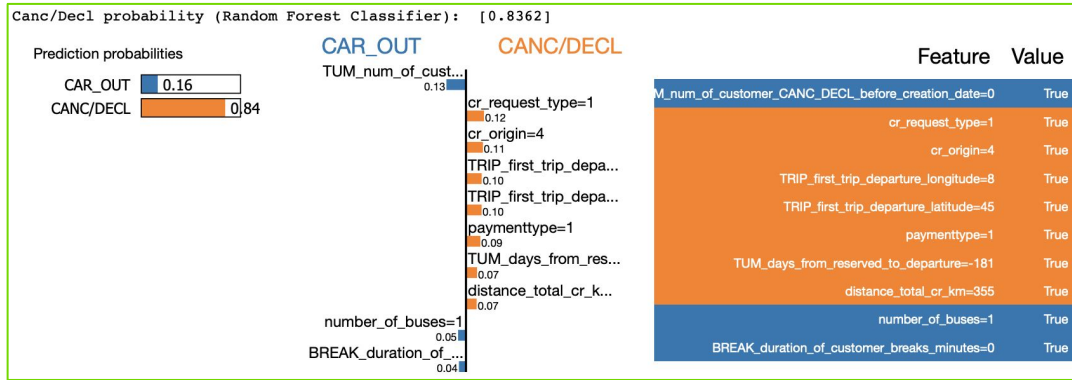 Canc/Decl probability (Random Forest Classifier): [0.8362]
Prediction probabilities
CAR_OUT 0.16
CANC/DECL 0.84
CAR_OUT CANC/DECL
TUM_num_of_cust...
0.13
cr_request_type=1
0.12
cr_origin=4
0.11
TRIP_first_trip_depa...
0.10
TRIP_first_trip_depa...
0.10
paymenttype=1
0.09
TUM_days_from_res...
0.07
distance_total_cr_k...
0.07
number_of_buses=1
0.05
BREAK_duration_of_...
0.04
Feature Value
M_num_of_customer_CANC_DECL_before_creation_date=0 True
cr_request_type=1 True
cr_origin=4 True
TRIP_first_trip_departure_longitude=8 True
TRIP_first_trip_departure_latitude=45 True
paymenttype=1 True
TUM_days_from_reserved_to_departure=-181 True
distance_total_cr_km=355 True
number_of_buses=1 True
BREAK_duration_of_customer_breaks_minutes=0 True